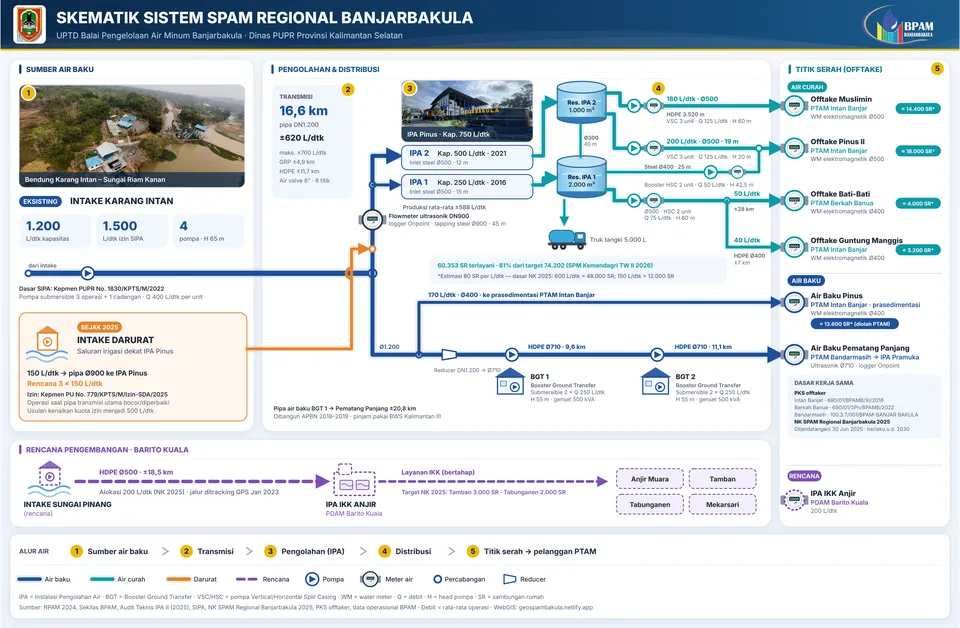 SKEMATIK SISTEM SPAM REGIONAL BANJARBAKULA
UPTD Balai Pengelolaan Air Minum Banjarbakula · Dinas PUPR Provinsi Kalimantan Selatan
BPAM
BANJARBAKULA
SUMBER AIR BAKU
1
Bendung Karang Intan – Sungai Riam Kanan
EKSISTING
INTAKE KARANG INTAN
1.200
L/dtk kapasitas
1.500
L/dtk izin SIPA
4
pompa · H 65 m
dari intake
Dasar SIPA: Kepmen PUPR No. 1830/KPTS/M/2022
Pompa submersible 3 operasi + 1 cadangan · Q 400 L/dtk per unit
SEJAK 2025
INTAKE DARURAT
Saluran irigasi dekat IPA Pinus
150 L/dtk → pipa Ø900 ke IPA Pinus
Rencana 3 × 150 L/dtk
Izin: Kepmen PU No. 779/KPTS/M/Izin-SDA/2025
Operasi saat pipa transmisi utama bocor/diperbaiki
Usulan kenaikan kuota izin menjadi 500 L/dtk
PENGOLAHAN & DISTRIBUSI
TRANSMISI
2
16,6 km
pipa DN1.200
±620 L/dtk
maks. ±700 L/dtk
GRP ±4,9 km
HDPE ±11,7 km
Air valve 6" · 8 titik
3
IPA Pinus · Kap. 750 L/dtk
IPA 2 Kap. 500 L/dtk · 2021
Inlet steel Ø500 · 12 m
IPA 1 Kap. 250 L/dtk · 2016
Inlet steel Ø500 · 15 m
Produksi rata-rata ±588 L/dtk
Flowmeter ultrasonik DN900
logger Onpoint · tapping steel Ø900 · 45 m
Res. IPA 2
1.000 m³
Ø300
40 m
Res. IPA 1
2.000 m³
Truk tangki 5.000 L
4
180 L/dtk · Ø500
HDPE 3.520 m
VSC 3 unit · Q 125 L/dtk · H 60 m
200 L/dtk · Ø500 · 19 m
VSC 3 unit · Q 125 L/dtk · H 20 m
Steel Ø400 · 25 m
Booster HSC 2 unit · Q 50 L/dtk · H 42,5 m
Ø500 · HSC 2 unit
Q 75 L/dtk · H 60 m
50 L/dtk
±28 km
40 L/dtk
HDPE Ø400
±7 km
60.353 SR terlayani · 81% dari target 74.202 (SPM Kemendagri TW II 2026)
*Estimasi 80 SR per L/dtk — dasar NK 2025: 600 L/dtk = 48.000 SR; 150 L/dtk = 12.000 SR
170 L/dtk · Ø400 · ke prasedimentasi PTAM Intan Banjar
Ø1.200
HDPE Ø710 · 9,6 km
HDPE Ø710 · 11,1 km
Reducer DN1.200 → Ø710
BGT 1
Booster Ground Transfer
Submersible 2 × Q 250 L/dtk
H 55 m · genset 500 kVA
BGT 2
Booster Ground Transfer
Submersible 2 × Q 250 L/dtk
H 55 m · genset 500 kVA
Pipa air baku BGT 1 → Pematang Panjang ±20,8 km
Dibangun APBN 2018–2019 · pinjam pakai BWS Kalimantan III
TITIK SERAH (OFFTAKE)
5
AIR CURAH
Offtake Muslimin
PTAM Intan Banjar
WM elektromagnetik Ø500
≈ 14.400 SR*
Offtake Pinus II
PTAM Intan Banjar
WM elektromagnetik Ø500
≈ 16.000 SR*
Offtake Bati-Bati
PTAM Berkah Banua
WM elektromagnetik Ø400
≈ 4.000 SR*
Offtake Guntung Manggis
PTAM Intan Banjar
WM elektromagnetik Ø400
≈ 3.200 SR*
AIR BAKU
Air Baku Pinus
PTAM Intan Banjar · prasedimentasi
WM elektromagnetik Ø400
≈ 13.600 SR* (diolah PTAM)
Air Baku Pematang Panjang
PTAM Bandarmasih → IPA Pramuka
Ultrasonik Ø710 · logger Onpoint
DASAR KERJA SAMA
PKS offtaker
Berkah Banua · 690/01/SPH/BPAMB/2022
Bandarmasih · 100.3.7/001/BPAM-BANJAR BAKULA
NK SPAM Regional Banjarbakula 2025
Ditandatangani 30 Jun 2025 · berlaku s.d. 2030
RENCANA
IPA IKK Anjir
PDAM Barito Kuala
200 L/dtk
RENCANA PENGEMBANGAN · BARITO KUALA
INTAKE SUNGAI PINANG
(rencana)
HDPE Ø500 · ±18,5 km
Alokasi 200 L/dtk (NK 2025) · jalur ditracking GPS Jan 2023
IPA IKK ANJIR
PDAM Barito Kuala
Layanan IKK (bertahap)
Target NK 2025: Tamban 3.000 SR · Tabunganen 2.000 SR
Anjir Muara
Tamban
Tabunganen
Mekarsari
ALUR AIR
1 Sumber air baku
2 Transmisi
3 Pengolahan (IPA)
4 Distribusi
5 Titik serah → pelanggan PTAM
Air baku
Air curah
Darurat
Rencana
Pompa
Meter air
Percabangan
Reducer
IPA = Instalasi Pengolahan Air · BGT = Booster Ground Transfer · VSC/HSC = pompa Vertical/Horizontal Split Casing · WM = water meter · Q = debit · H = head pompa · SR = sambungan rumah
Sumber: RPAM 2024, Sekilas BPAM, Audit Teknis IPA II (2025), SIPA, NK SPAM Regional Banjarbakula 2025, PKS offtaker, data operasional BPAM · Debit = rata-rata operasi · WebGIS: geospambakula.netlify.app